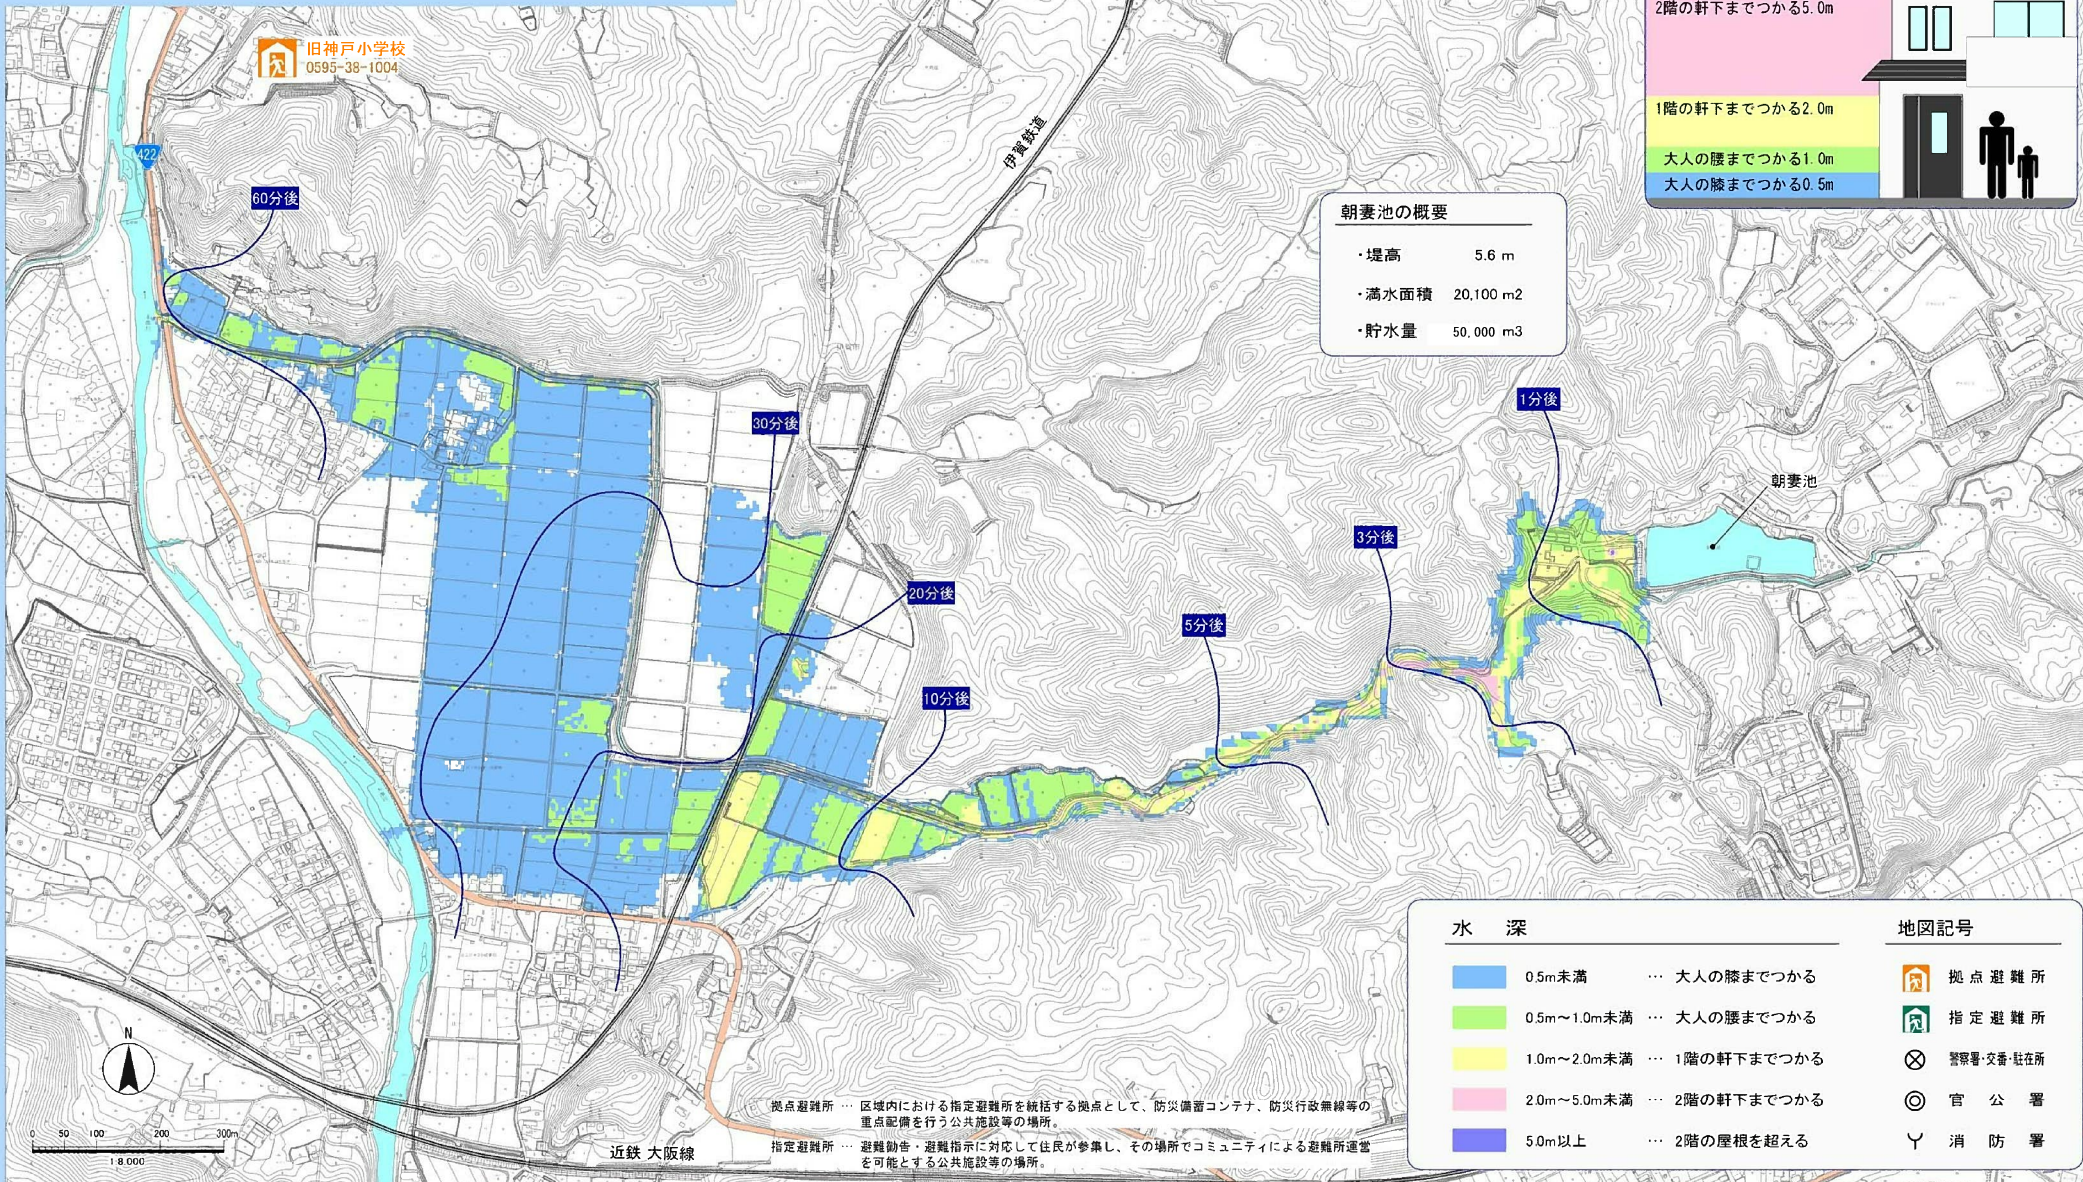 旧神戸小学校
0595-38-1004
422
60分後
伊賀鉄道
2階の軒下までつかる5.0m
1階の軒下までつかる2.0m
大人の腰までつかる1.0m
大人の膝までつかる0.5m
朝妻池の概要
・堤高 5.6 m
・満水面積 20,100 m2
・貯水量 50,000 m3
30分後
1分後
朝妻池
3分後
20分後
5分後
10分後
水 深
0.5m未満 … 大人の膝までつかる
0.5m～1.0m未満 … 大人の腰までつかる
1.0m～2.0m未満 … 1階の軒下までつかる
2.0m～5.0m未満 … 2階の軒下までつかる
5.0m以上 … 2階の屋根を超える
地図記号
拠点避難所
指定避難所
警察署・交番・駐在所
官公署
消防署
N
0 50 100 200 300m
1:8,000
近鉄 大阪線
拠点避難所 … 区域内における指定避難所を統括する拠点として、防災備蓄コンテナ、防災行政無線等の
重点配備を行う公共施設等の場所。
指定避難所 … 避難勧告・避難指示に対応して住民が参集し、その場所でコミュニティによる避難所運営
を可能とする公共施設等の場所。